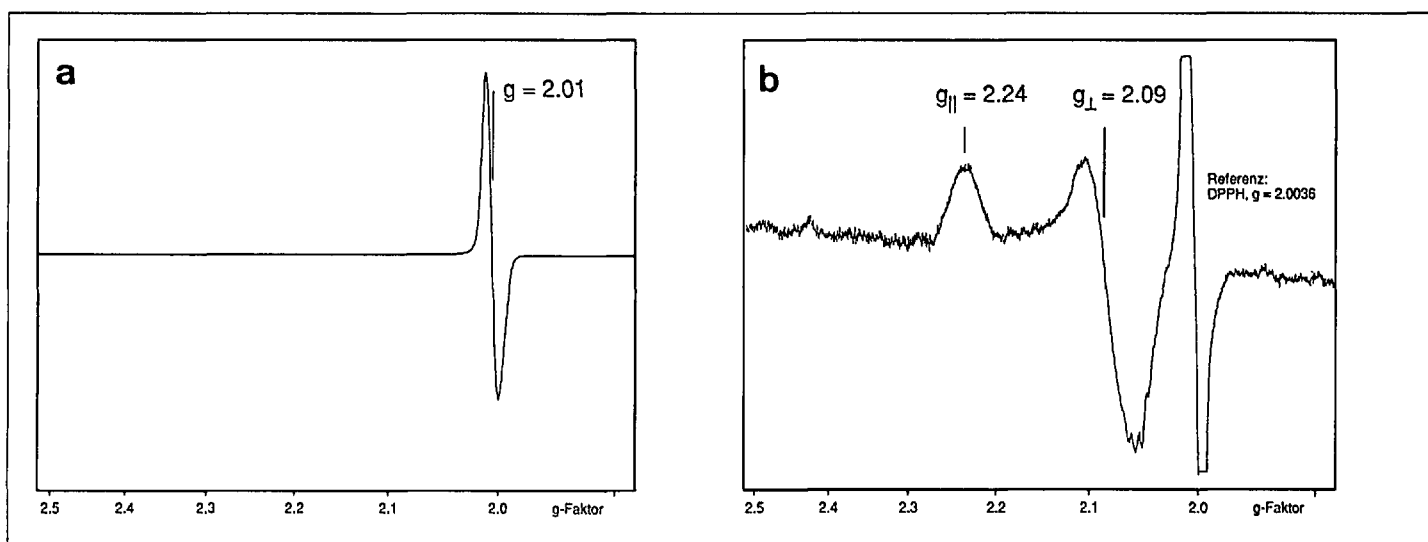 a
g = 2.01
2.5 2.4 2.3 2.2 2.1 2.0 g-Faktor
b
g|| = 2.24 g⊥ = 2.09
Referenz:
DPPH, g = 2.0036
2.5 2.4 2.3 2.2 2.1 2.0 g-Faktor